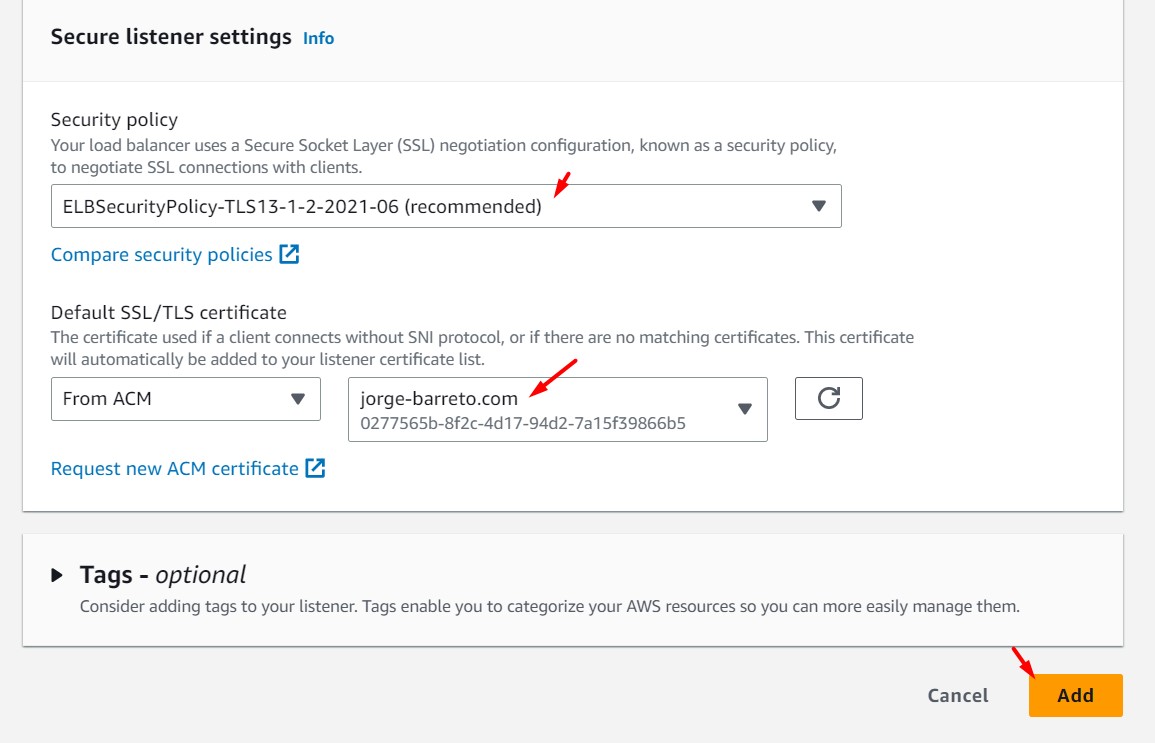 Secure listener settings Info
Security policy
Your load balancer uses a Secure Socket Layer (SSL) negotiation configuration, known as a security policy,
to negotiate SSL connections with clients.
ELBSecurityPolicy-TLS13-1-2-2021-06 (recommended)
Compare security policies
Default SSL/TLS certificate
The certificate used if a client connects without SNI protocol, or if there are no matching certificates. This certificate
will automatically be added to your listener certificate list.
From ACM
jorge-barreto.com
0277565b-8f2c-4d17-94d2-7a15f39866b5
Request new ACM certificate
Tags - optional
Consider adding tags to your listener. Tags enable you to categorize your AWS resources so you can more easily manage them.
Cancel
Add